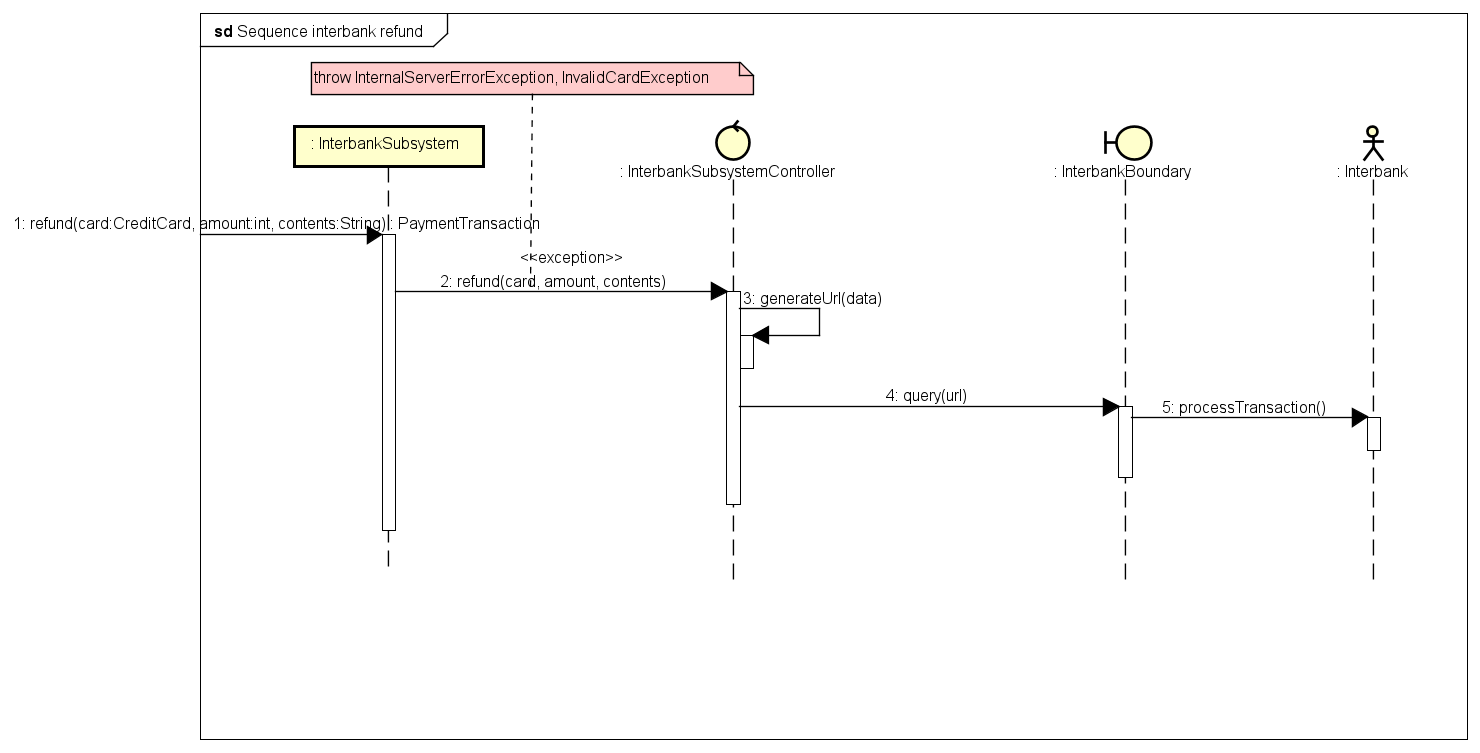 sd Sequence interbank refund
throw InternalServerErrorException, InvalidCardException
: InterbankSubsystem
: InterbankSubsystemController
: InterbankBoundary
: Interbank
1: refund(card:CreditCard, amount:int, contents:String) : PaymentTransaction
<<exception>>
2: refund(card, amount, contents)
3: generateUrl(data)
4: query(url)
5: processTransaction()